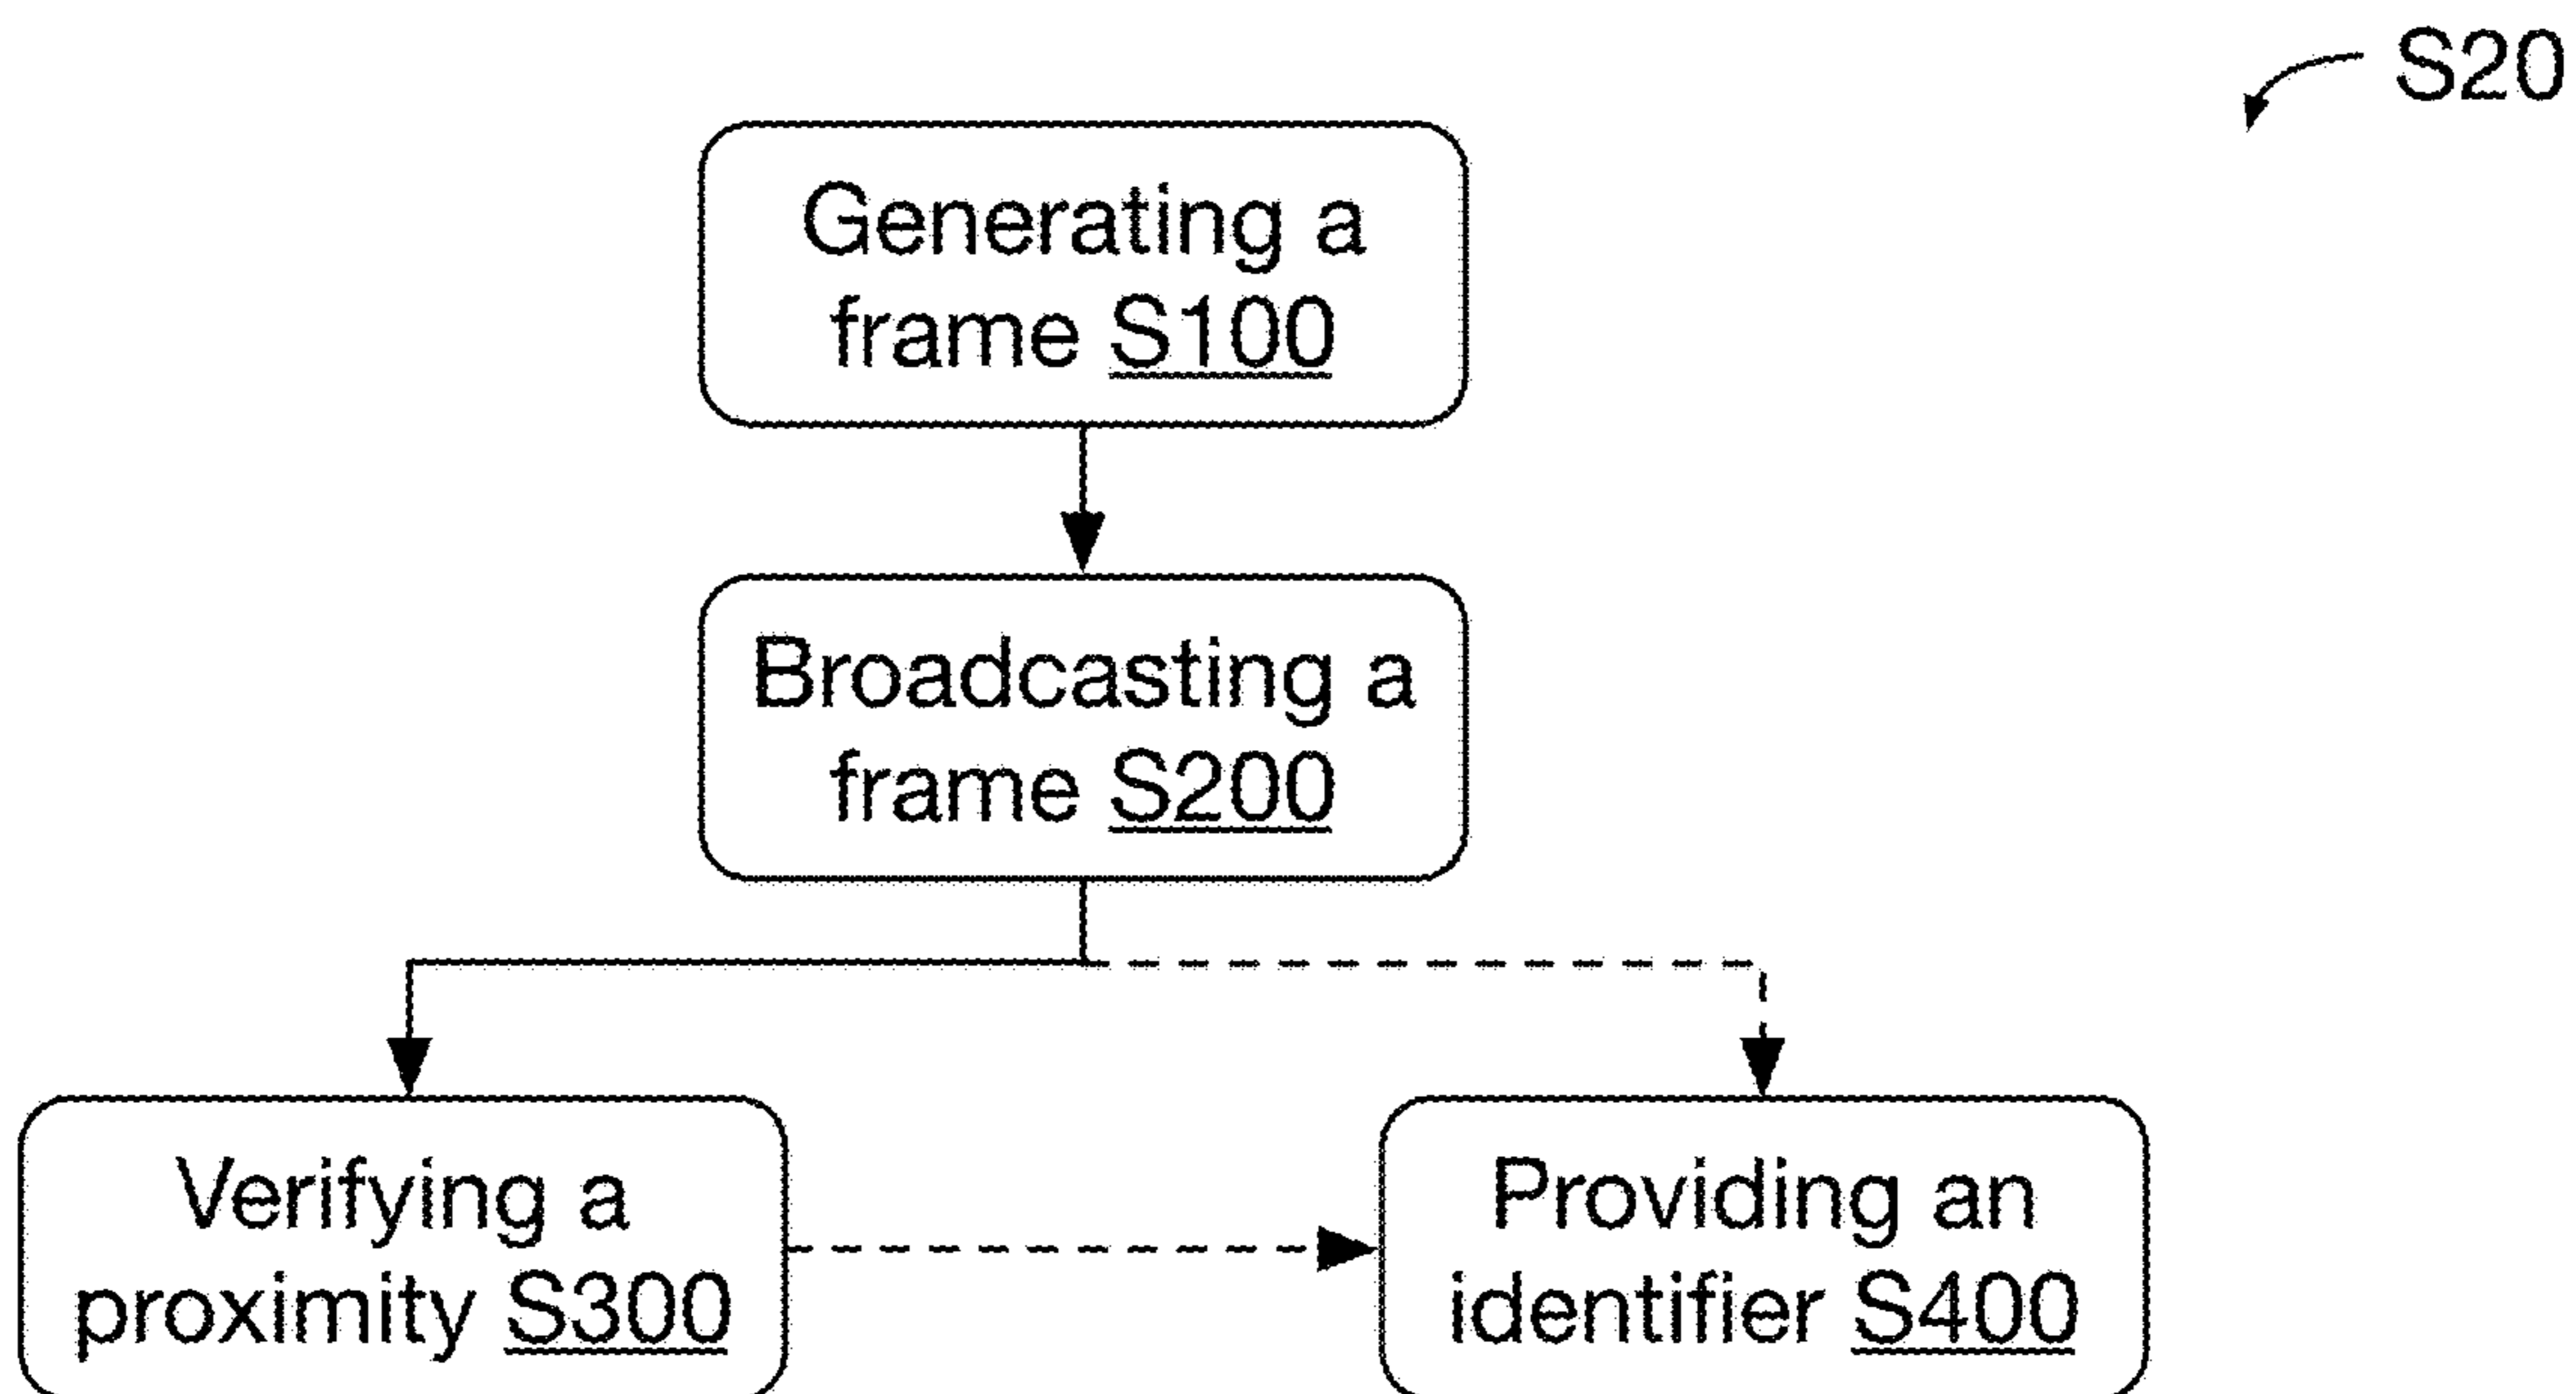 S20
Generating a
frame S100
Broadcasting a
frame S200
Verifying a
proximity S300
Providing an
identifier S400